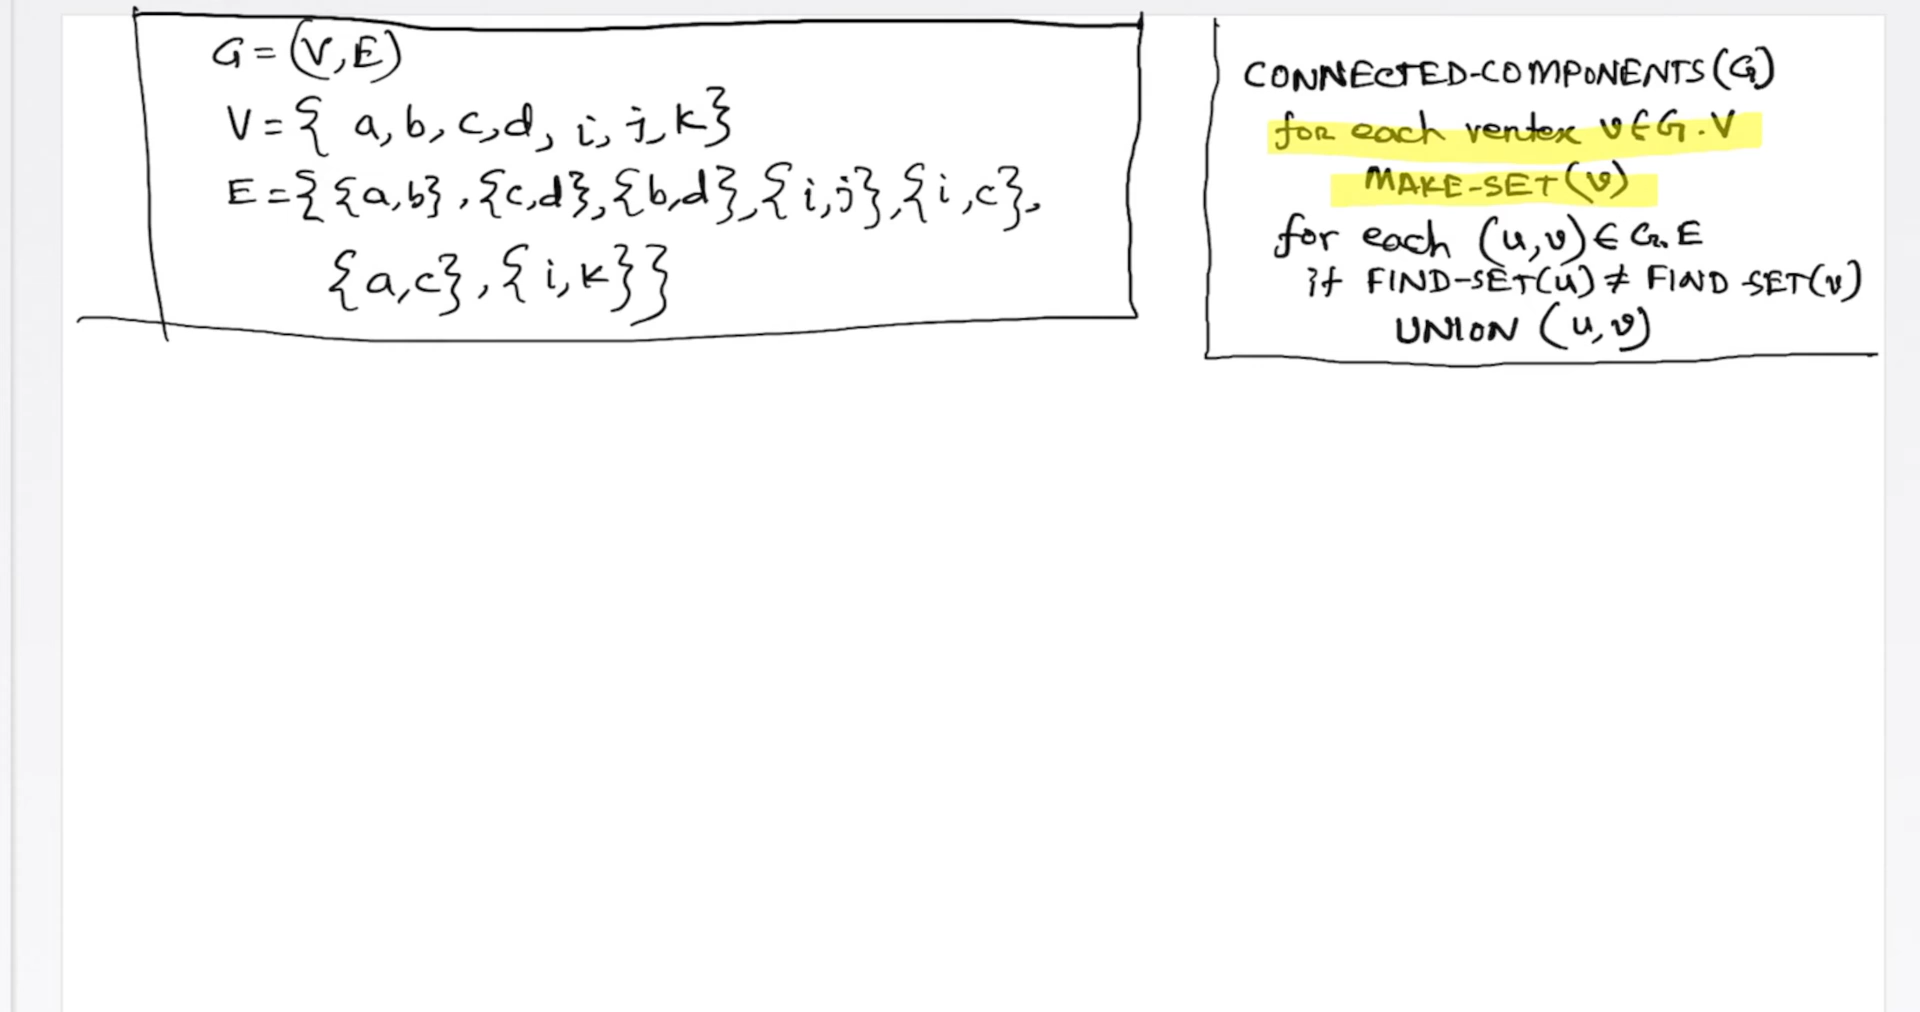 G = (V,E)
V = { a, b, c, d, i, j, k}
E = { {a,b}, {c,d}, {b,d}, {i,j}, {i,c},
{a,c}, {i,k}}
CONNECTED-COMPONENTS(G)
for each vertex v ∈ G.V
MAKE-SET(v)
for each (u,v) ∈ G.E
if FIND-SET(u) ≠ FIND-SET(v)
UNION (u,v)